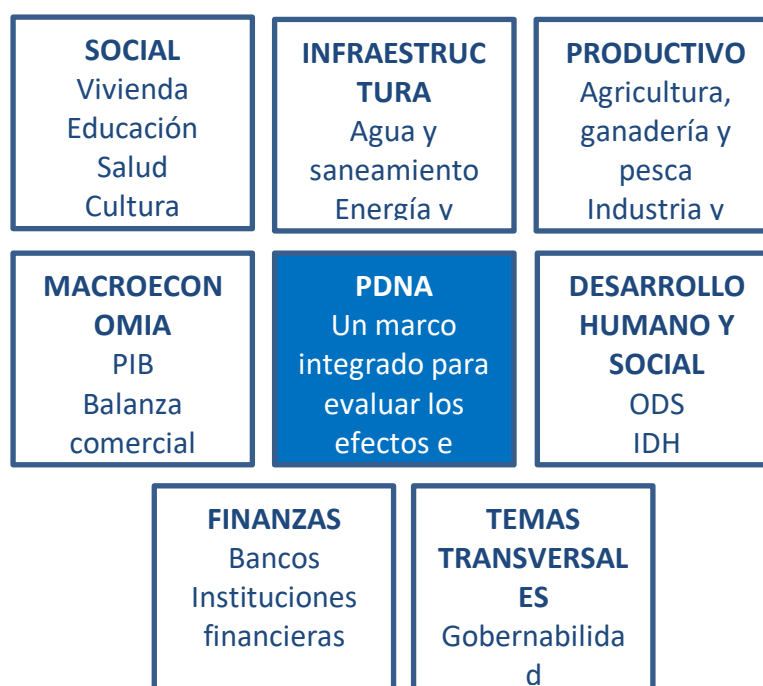 SOCIAL
Vivienda
Educación
Salud
Cultura
INFRAESTRUC
TURA
Agua y
saneamiento
Energía y
PRODUCTIVO
Agricultura,
ganadería y
pesca
Industria y
MACROECON
OMIA
PIB
Balanza
comercial
PDNA
Un marco
integrado para
evaluar los
efectos e
DESARROLLO
HUMANO Y
SOCIAL
ODS
IDH
FINANZAS
Bancos
Instituciones
financieras
TEMAS
TRANSVERSAL
ES
Gobernabilida
d